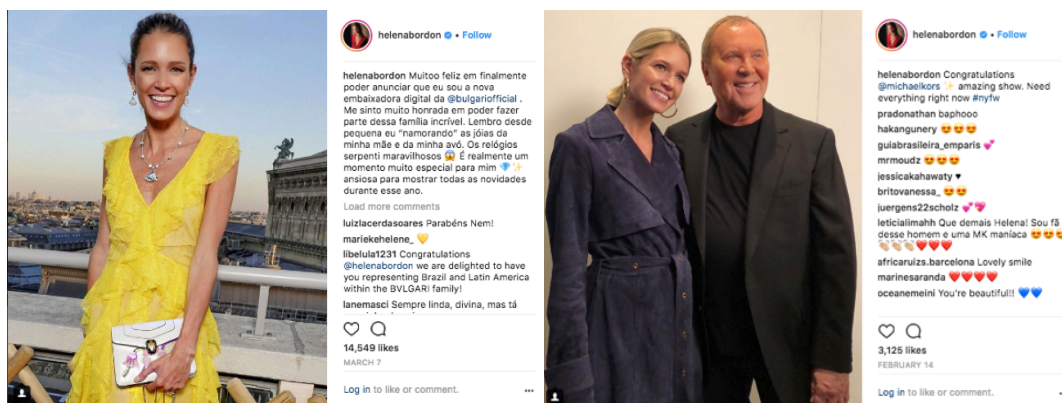 helenabordon • Follow
helenabordon Muitoo feliz em finalmente
poder anunciar que eu sou a nova
embaixadora digital da @bulgariofficial .
Me sinto muito honrada em poder fazer
parte dessa família incrível. Lembro desde
pequena eu “namorando” as jóias da
minha mãe e da minha avó. Os relógios
serpenti maravilhosos 😱 É realmente um
momento muito especial para mim 💎✨
ansiosa para mostrar todas as novidades
durante esse ano.
Load more comments
luizlacerdasoares Parabéns Nem!
mariekehelene_ 💛
libelula1231 Congratulations
@helenabordon we are delighted to have
you representing Brazil and Latin America
within the BVLGARI family!
lanemasci Sempre linda, divina, mas tá
14,549 likes
MARCH 7
Log in to like or comment.
helenabordon • Follow
helenabordon Congratulations
@michaelkors ✨ amazing show. Need
everything right now #nyfw
pradonathan baphooo
hakangunery 😍😍😍
guiabrasileira_emparis 💕
mrmoudz 😍😍😍
jessicakahawaty ♥
britovanessa_ 😍😍
juergens22scholz 💕💖
leticialimahh Que demais Helena! Sou fã
desse homem e uma MK maníaca 😍😍😍
👏🏼👏🏼👏🏼👏🏼❤️❤️❤️
africaruizs.barcelona Lovely smile
marinesaranda ❤️❤️❤️❤️
oceanemeini You're beautiful!! 💙💙
3,125 likes
FEBRUARY 14
Log in to like or comment.